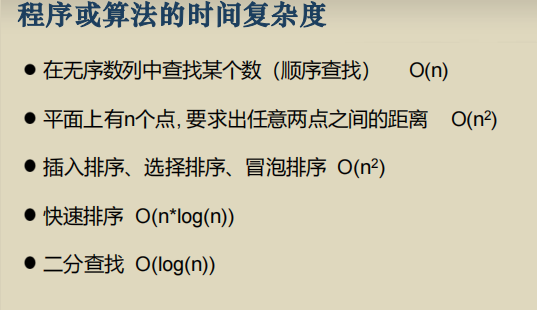 程序或算法的时间复杂度
● 在无序数列中查找某个数（顺序查找） O(n)
● 平面上有n个点, 要求出任意两点之间的距离 O(n²)
● 插入排序、选择排序、冒泡排序 O(n²)
● 快速排序 O(n*log(n))
● 二分查找 O(log(n))